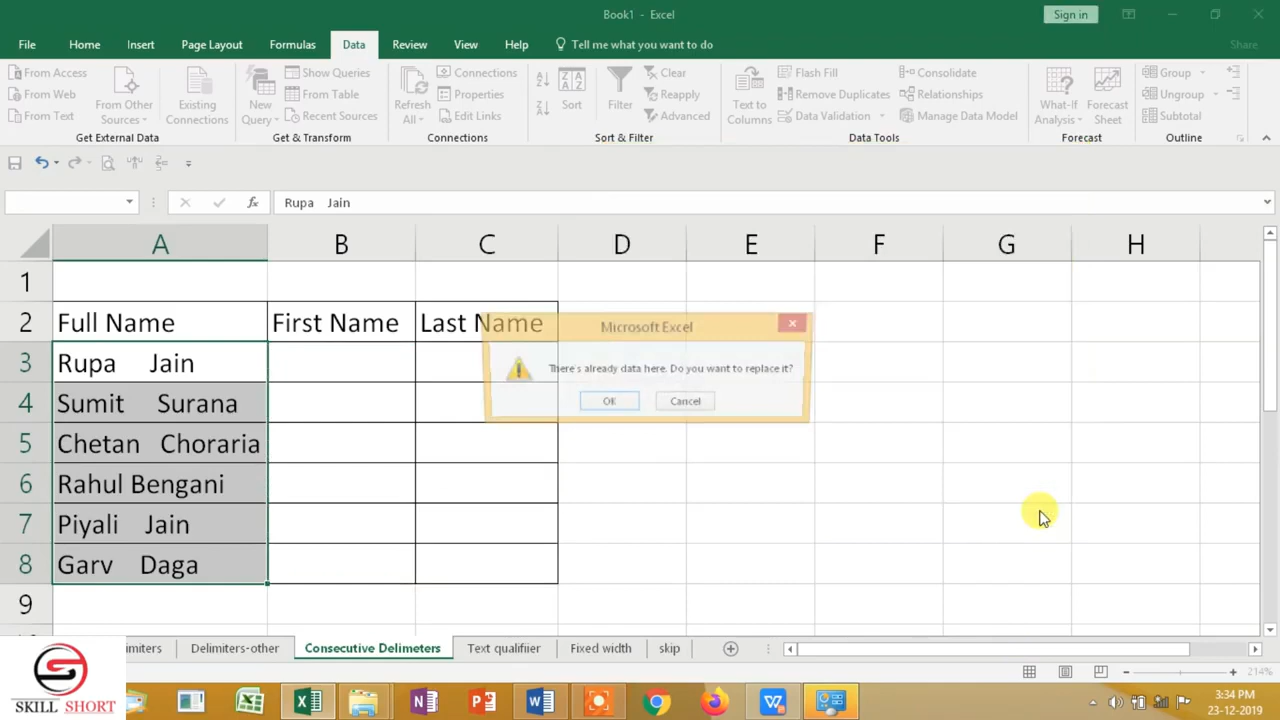 Book1 - Excel
Sign in
File Home Insert Page Layout Formulas Data Review View Help Tell me what you want to do Share
From Access
From Web
From Text
From Other Sources
Existing Connections
Get External Data
New Query
Show Queries
From Table
Recent Sources
Get & Transform
Refresh All
Connections
Properties
Edit Links
Connections
Sort
Filter
Clear
Reapply
Advanced
Sort & Filter
Text to Columns
Flash Fill
Remove Duplicates
Data Validation
Consolidate
Relationships
Manage Data Model
Data Tools
What-If Analysis
Forecast Sheet
Forecast
Group
Ungroup
Subtotal
Outline
fx Rupa Jain
A B C D E F G H
1
2 Full Name First Name Last Name
3 Rupa Jain
4 Sumit Surana
5 Chetan Choraria
6 Rahul Bengani
7 Piyali Jain
8 Garv Daga
9
Microsoft Excel
There's already data here. Do you want to replace it?
OK Cancel
imiters Delimiters-other Consecutive Delimeters Text qualifiier Fixed width skip
214%
SKILL SHORT
3:34 PM
23-12-2019